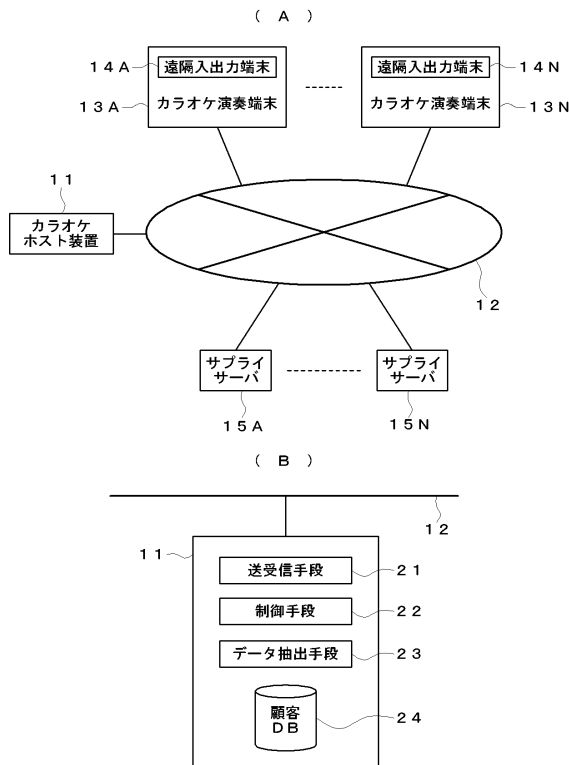 (A)
14A 遠隔入出力端末
遠隔入出力端末 14N
13A カラオケ演奏端末
カラオケ演奏端末 13N
11
カラオケ
ホスト装置
12
サプライ
サーバ
サプライ
サーバ
15A
15N
(B)
12
11
送受信手段 21
制御手段 22
データ抽出手段 23
顧客
DB
24